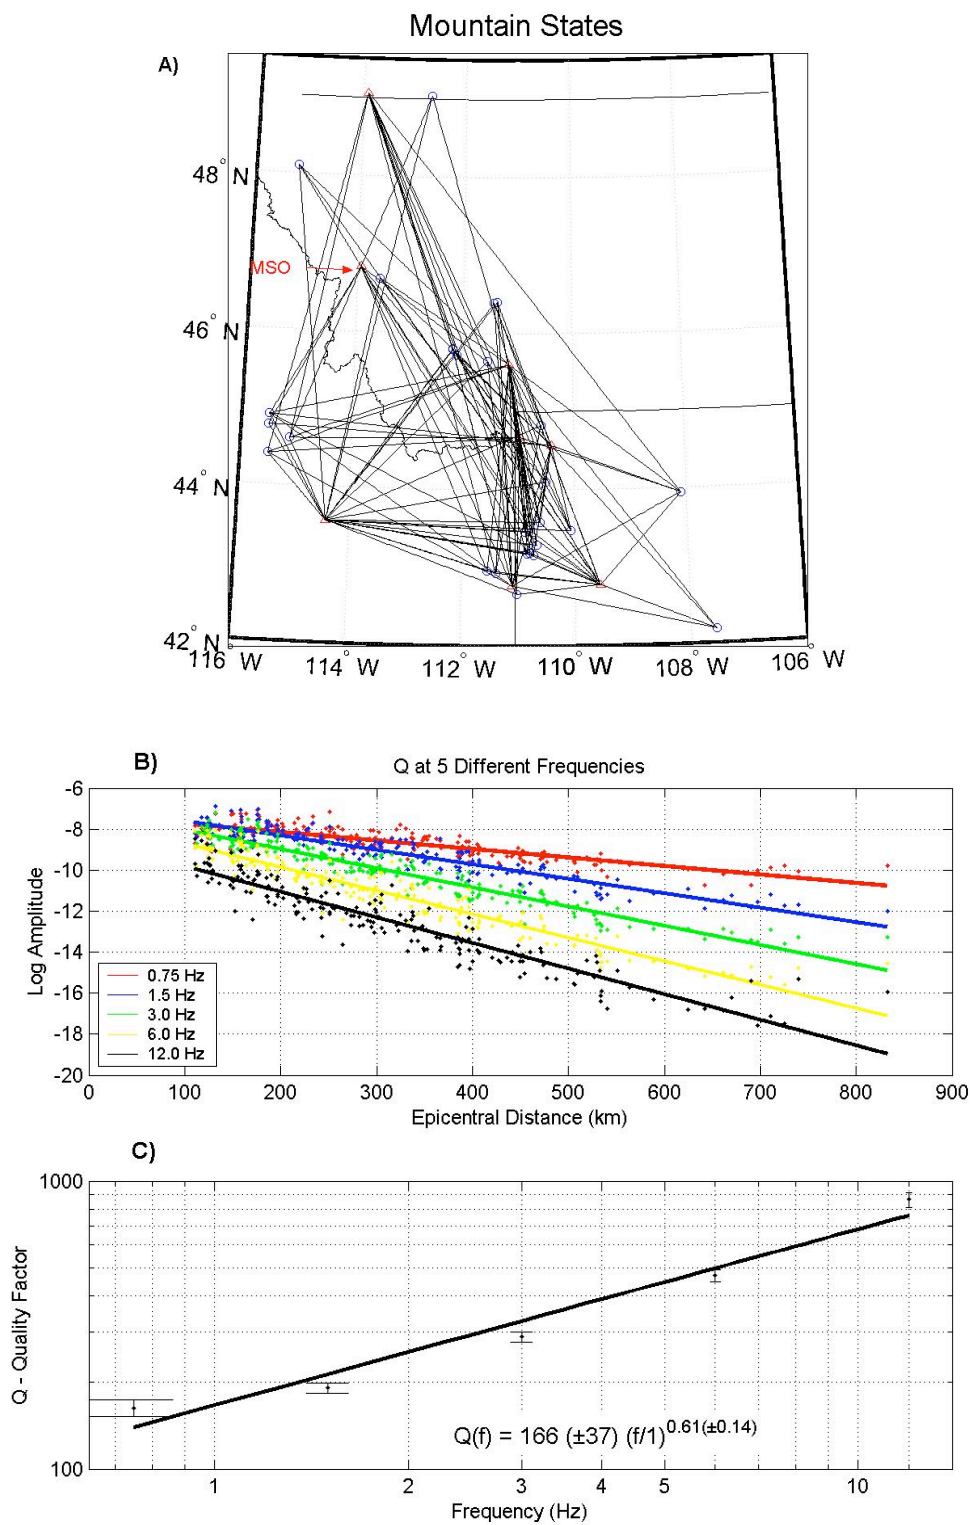 Mountain States
A)
48° N
MSO
46° N
44° N
42° N
116° W 114° W 112° W 110° W 108° W 106° W
B)
Q at 5 Different Frequencies
-6
-8
-10
-12
-14
-16
-18
-20
Log Amplitude
0.75 Hz
1.5 Hz
3.0 Hz
6.0 Hz
12.0 Hz
0 100 200 300 400 500 600 700 800 900
Epicentral Distance (km)
C)
1000
Q - Quality Factor
Q(f) = 166 (±37) (f/1)^0.61(±0.14)
100
1 2 3 4 5 6 10
Frequency (Hz)